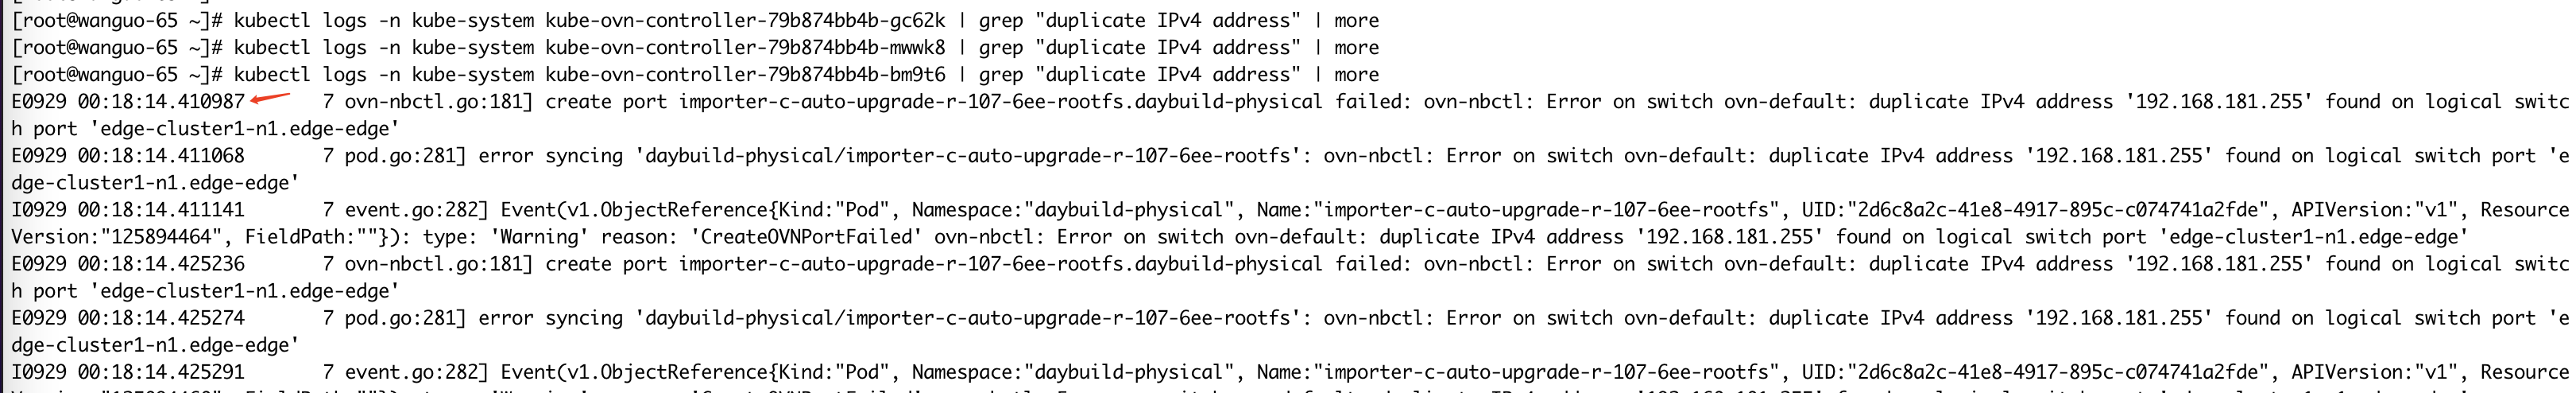 [root@wanguo-65 ~]# kubectl logs -n kube-system kube-ovn-controller-79b874bb4b-gc62k | grep "duplicate IPv4 address" | more
[root@wanguo-65 ~]# kubectl logs -n kube-system kube-ovn-controller-79b874bb4b-mwwk8 | grep "duplicate IPv4 address" | more
[root@wanguo-65 ~]# kubectl logs -n kube-system kube-ovn-controller-79b874bb4b-bm9t6 | grep "duplicate IPv4 address" | more
E0929 00:18:14.410987       7 ovn-nbctl.go:181] create port importer-c-auto-upgrade-r-107-6ee-rootfs.daybuild-physical failed: ovn-nbctl: Error on switch ovn-default: duplicate IPv4 address '192.168.181.255' found on logical switc
h port 'edge-cluster1-n1.edge-edge'
E0929 00:18:14.411068       7 pod.go:281] error syncing 'daybuild-physical/importer-c-auto-upgrade-r-107-6ee-rootfs': ovn-nbctl: Error on switch ovn-default: duplicate IPv4 address '192.168.181.255' found on logical switch port 'e
dge-cluster1-n1.edge-edge'
I0929 00:18:14.411141       7 event.go:282] Event(v1.ObjectReference{Kind:"Pod", Namespace:"daybuild-physical", Name:"importer-c-auto-upgrade-r-107-6ee-rootfs", UID:"2d6c8a2c-41e8-4917-895c-c074741a2fde", APIVersion:"v1", Resource
Version:"125894464", FieldPath:""}): type: 'Warning' reason: 'CreateOVNPortFailed' ovn-nbctl: Error on switch ovn-default: duplicate IPv4 address '192.168.181.255' found on logical switch port 'edge-cluster1-n1.edge-edge'
E0929 00:18:14.425236       7 ovn-nbctl.go:181] create port importer-c-auto-upgrade-r-107-6ee-rootfs.daybuild-physical failed: ovn-nbctl: Error on switch ovn-default: duplicate IPv4 address '192.168.181.255' found on logical switc
h port 'edge-cluster1-n1.edge-edge'
E0929 00:18:14.425274       7 pod.go:281] error syncing 'daybuild-physical/importer-c-auto-upgrade-r-107-6ee-rootfs': ovn-nbctl: Error on switch ovn-default: duplicate IPv4 address '192.168.181.255' found on logical switch port 'e
dge-cluster1-n1.edge-edge'
I0929 00:18:14.425291       7 event.go:282] Event(v1.ObjectReference{Kind:"Pod", Namespace:"daybuild-physical", Name:"importer-c-auto-upgrade-r-107-6ee-rootfs", UID:"2d6c8a2c-41e8-4917-895c-c074741a2fde", APIVersion:"v1", Resource